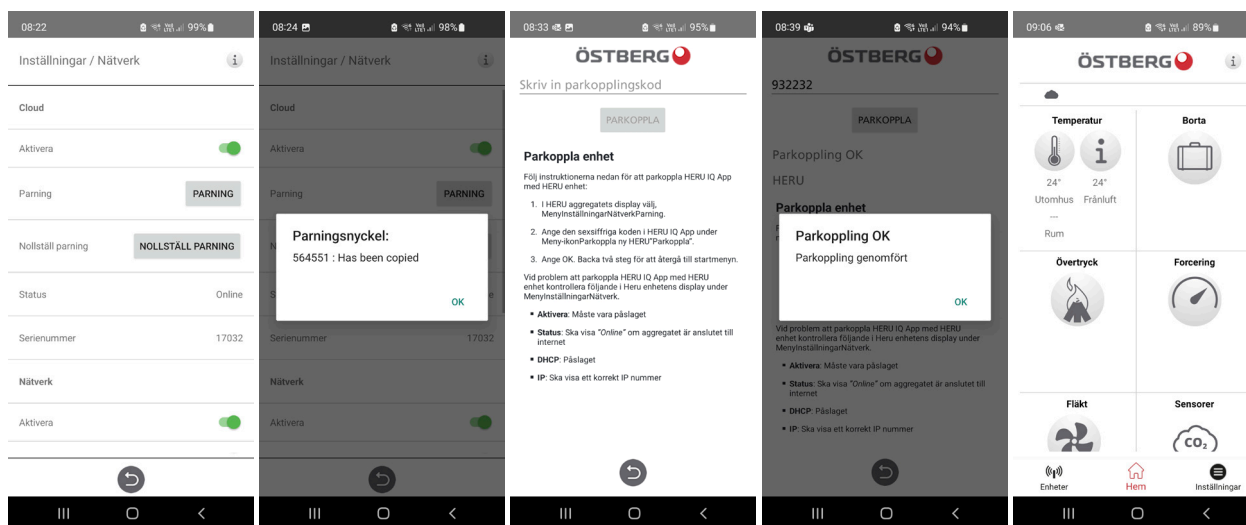 08:22
99%
Inställningar / Nätverk
i
Cloud
Aktivera
Parning
PARNING
Nollställ parning
NOLLSTÄLL PARNING
Status
Online
Serienummer
17032
Nätverk
Aktivera
08:24
98%
Inställningar / Nätverk
i
Cloud
Aktivera
Parning
PARNING
Parningsnyckel:
564551 : Has been copied
OK
Serienummer
17032
Nätverk
Aktivera
08:33
95%
ÖSTBERG
Skriv in parkopplingskod
PARKOPPLA
Parkoppla enhet
Följ instruktionerna nedan för att parkoppla HERU IQ App
med HERU enhet:
1. I HERU aggregatets display välj,
MenyInställningarNätverkParning.
2. Ange den sexsiffriga koden i HERU IQ App under
Meny-ikonParkoppla ny HERU"Parkoppla".
3. Ange OK. Backa två steg för att återgå till startmenyn.
Vid problem att parkoppla HERU IQ App med HERU
enhet kontrollera följande i Heru enhetens display under
MenyInställningarNätverk.
▪ Aktivera: Måste vara påslaget
▪ Status: Ska visa "Online" om aggregatet är anslutet till
internet
▪ DHCP: Påslaget
▪ IP: Ska visa ett korrekt IP nummer
08:39
94%
ÖSTBERG
932232
PARKOPPLA
Parkoppling OK
HERU
Parkoppla enhet
Parkoppling OK
Parkoppling genomfört
OK
Vid problem att parkoppla HERU IQ App med HERU
enhet kontrollera följande i Heru enhetens display under
MenyInställningarNätverk.
▪ Aktivera: Måste vara påslaget
▪ Status: Ska visa "Online" om aggregatet är anslutet till
internet
▪ DHCP: Påslaget
▪ IP: Ska visa ett korrekt IP nummer
09:06
89%
ÖSTBERG
i
Temperatur
i
24°
24°
Utomhus
Frånluft
---
Rum
Borta
Övertryck
Forcering
Fläkt
Sensorer
CO₂
Enheter
Hem
Inställningar